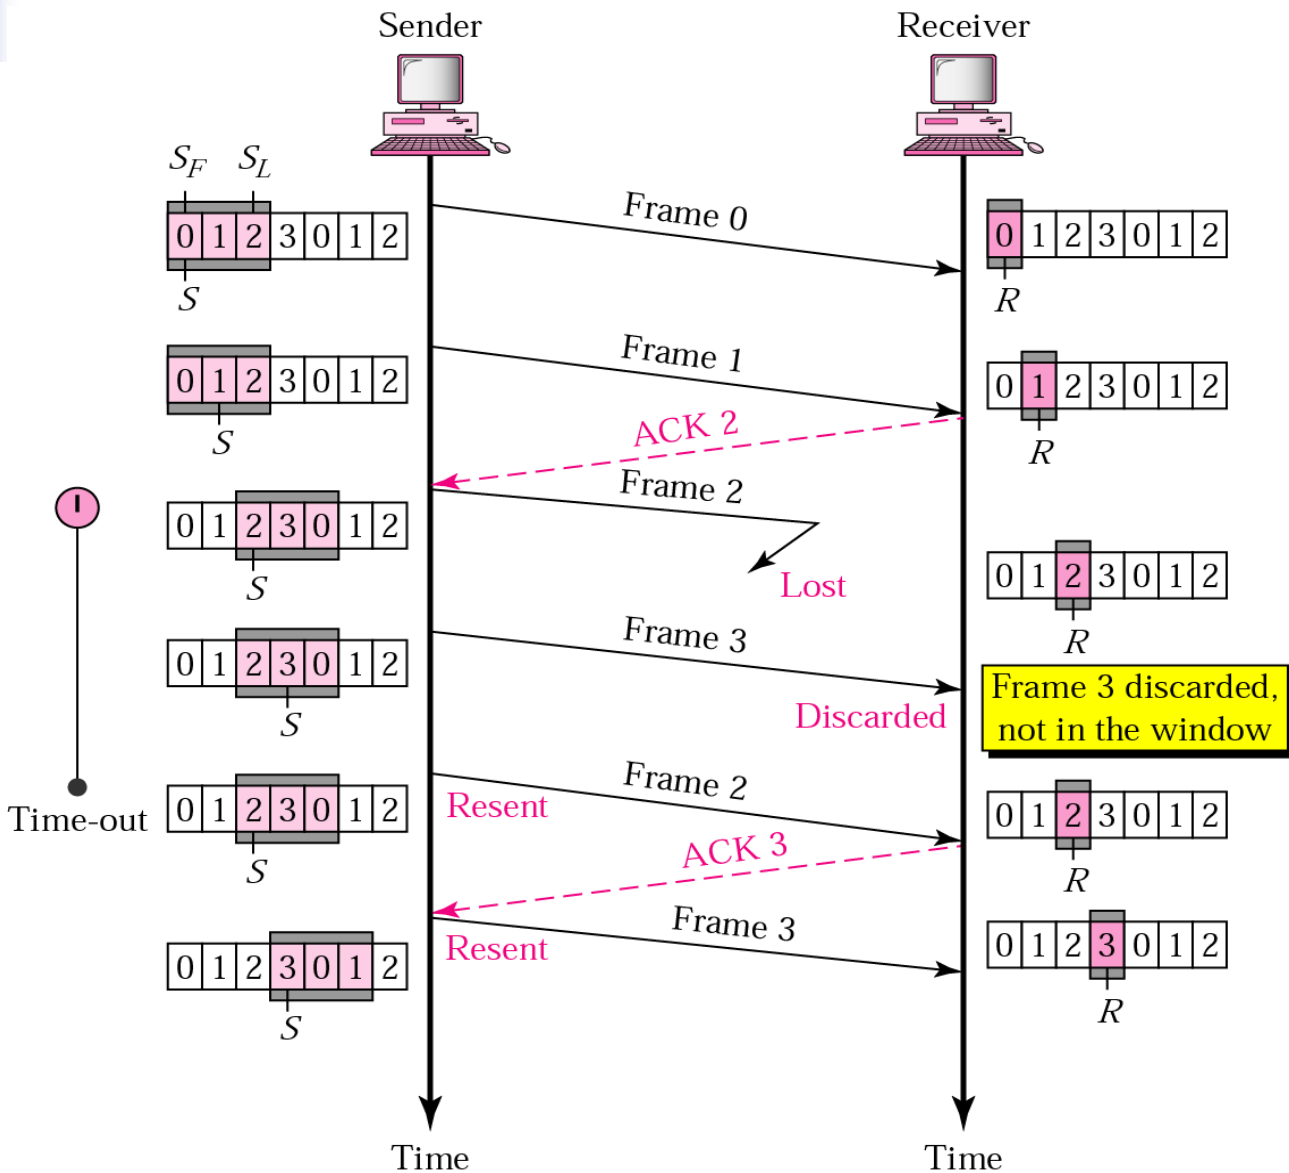 Sender
Receiver
S_F S_L
0 1 2 3 0 1 2
S
Frame 0
0 1 2 3 0 1 2
R
0 1 2 3 0 1 2
S
Frame 1
0 1 2 3 0 1 2
R
ACK 2
0 1 2 3 0 1 2
S
Frame 2
Lost
0 1 2 3 0 1 2
R
0 1 2 3 0 1 2
S
Frame 3
Discarded
Frame 3 discarded,
not in the window
Time-out
0 1 2 3 0 1 2
S
Frame 2
Resent
0 1 2 3 0 1 2
R
ACK 3
0 1 2 3 0 1 2
S
Frame 3
Resent
0 1 2 3 0 1 2
R
Time
Time